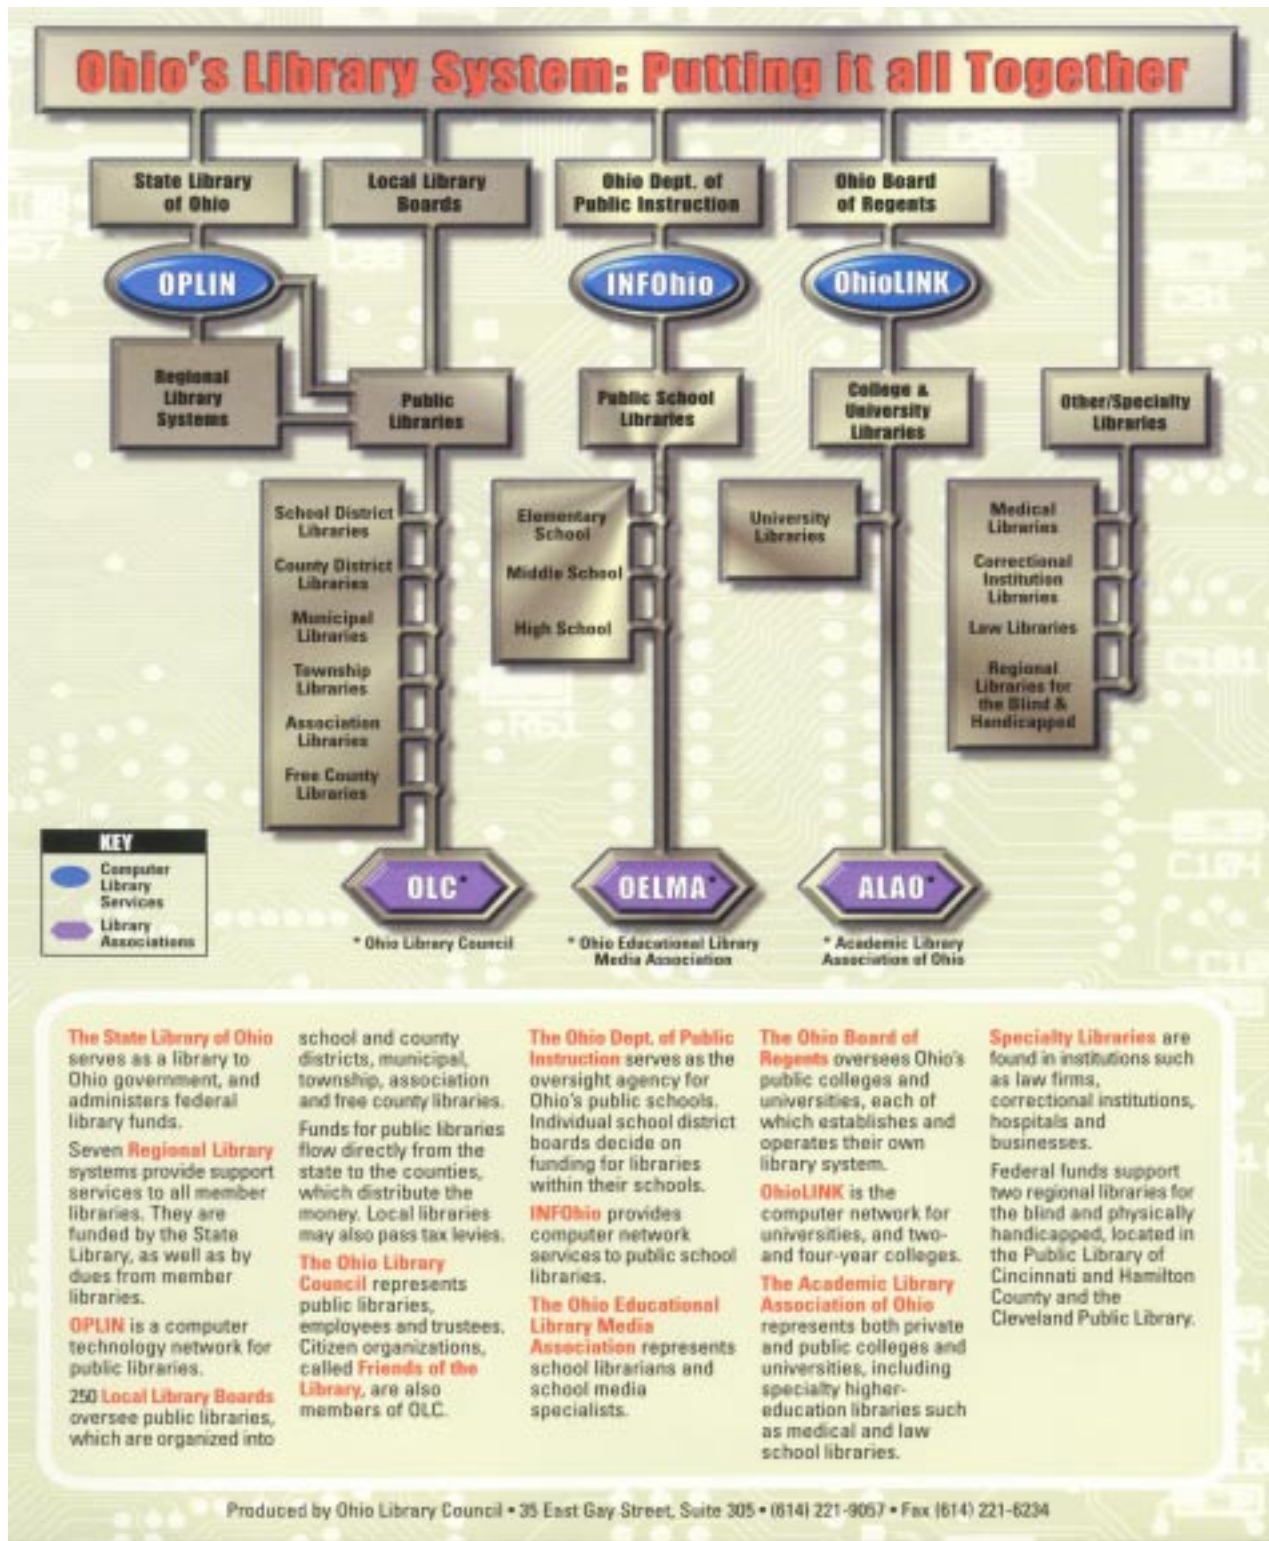 Ohio's Library System: Putting it all Together
State Library
of Ohio
Local Library
Boards
Ohio Dept. of
Public Instruction
Ohio Board
of Regents
OPLIN
INFOhio
OhioLINK
Regional
Library
Systems
Public
Libraries
Public School
Libraries
College &
University
Libraries
Other/Specialty
Libraries
School District
Libraries
County District
Libraries
Municipal
Libraries
Township
Libraries
Association
Libraries
Free County
Libraries
Elementary
School
Middle School
High School
University
Libraries
Medical
Libraries
Correctional
Institution
Libraries
Law Libraries
Regional
Libraries for
the Blind &
Handicapped
KEY
Computer
Library
Services
Library
Associations
OLC*
* Ohio Library Council
OELMA*
* Ohio Educational Library
Media Association
ALAO*
* Academic Library
Association of Ohio
R61
C101
C104
The State Library of Ohio
serves as a library to
Ohio government, and
administers federal
library funds.
Seven Regional Library
systems provide support
services to all member
libraries. They are
funded by the State
Library, as well as by
dues from member
libraries.
OPLIN is a computer
technology network for
public libraries.
250 Local Library Boards
oversee public libraries,
which are organized into
school and county
districts, municipal,
township, association
and free county libraries.
Funds for public libraries
flow directly from the
state to the counties,
which distribute the
money. Local libraries
may also pass tax levies.
The Ohio Library
Council represents
public libraries,
employees and trustees.
Citizen organizations,
called Friends of the
Library, are also
members of OLC.
The Ohio Dept. of Public
Instruction serves as the
oversight agency for
Ohio's public schools.
Individual school district
boards decide on
funding for libraries
within their schools.
INFOhio provides
computer network
services to public school
libraries.
The Ohio Educational
Library Media
Association represents
school librarians and
school media
specialists.
The Ohio Board of
Regents oversees Ohio's
public colleges and
universities, each of
which establishes and
operates their own
library system.
OhioLINK is the
computer network for
universities, and two-
and four-year colleges.
The Academic Library
Association of Ohio
represents both private
and public colleges and
universities, including
specialty higher-
education libraries such
as medical and law
school libraries.
Specialty Libraries are
found in institutions such
as law firms,
correctional institutions,
hospitals and
businesses.
Federal funds support
two regional libraries for
the blind and physically
handicapped, located in
the Public Library of
Cincinnati and Hamilton
County and the
Cleveland Public Library.
Produced by Ohio Library Council • 35 East Gay Street, Suite 305 • (614) 221-9057 • Fax (614) 221-6234